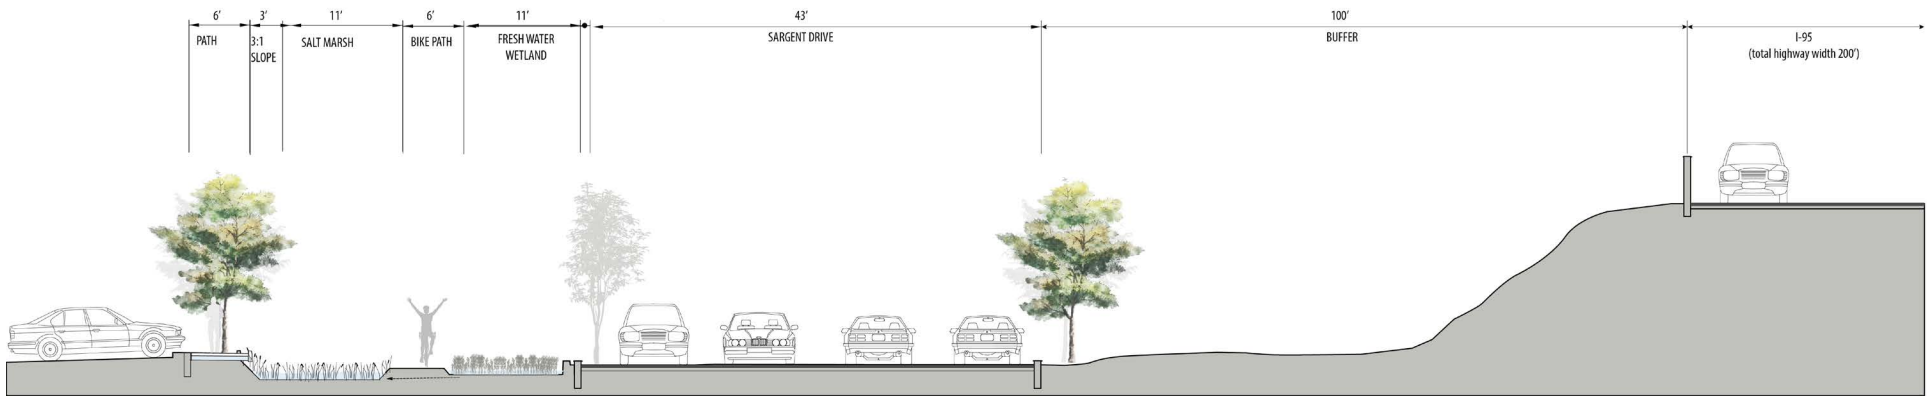 6’
3’
11’
6’
11’
43’
100’
PATH
3:1
SLOPE
SALT MARSH
BIKE PATH
FRESH WATER
WETLAND
SARGENT DRIVE
BUFFER
I-95
(total highway width 200’)